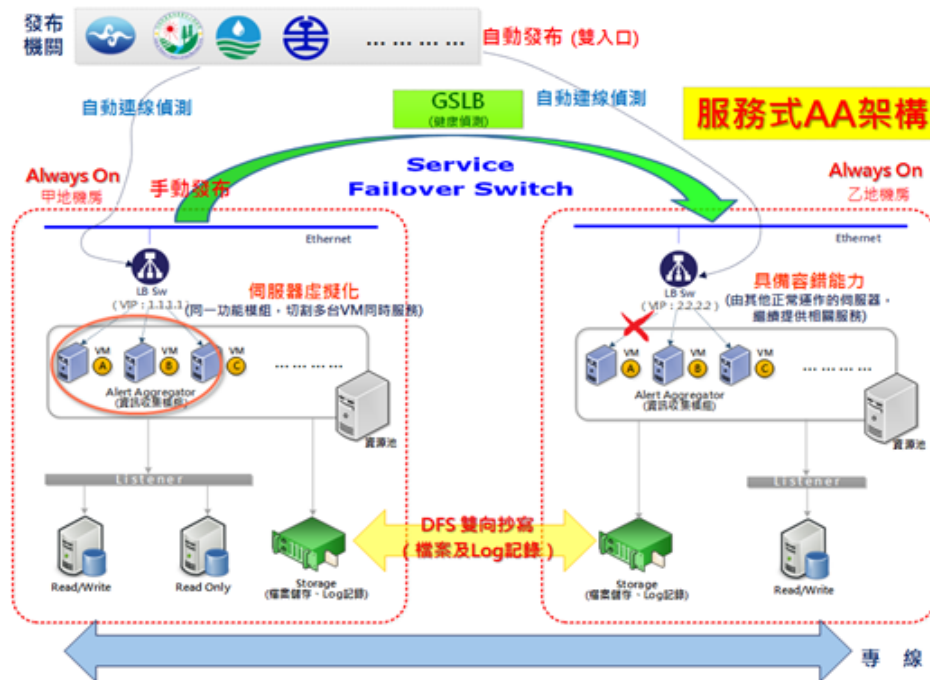 發布
機關
... ... ... ...
自動發布 (雙入口)
自動連線偵測
GSLB
(健康偵測)
自動連線偵測
服務式AA架構
Always On
甲地機房
手動發布
Service
Failover Switch
Always On
乙地機房
Ethernet
LB Sw
( VIP : 1.1.1.1 )
伺服器虛擬化
(同一功能模組,切割多台VM同時服務)
VM
A
VM
B
VM
C
... ... ... ...
Alert Aggregator
(資訊收集模組)
資源池
Listener
Read/Write
Read Only
Storage
(檔案儲存、Log記錄)
Ethernet
LB Sw
( VIP : 2.2.2.2 )
具備容錯能力
(由其他正常運作的伺服器,
繼續提供相關服務)
VM
A
VM
B
VM
C
... ... ... ...
Alert Aggregator
(資訊收集模組)
資源池
Listener
DFS 雙向抄寫
( 檔案及Log記錄 )
Storage
(檔案儲存、Log記錄)
Read/Write
專 線